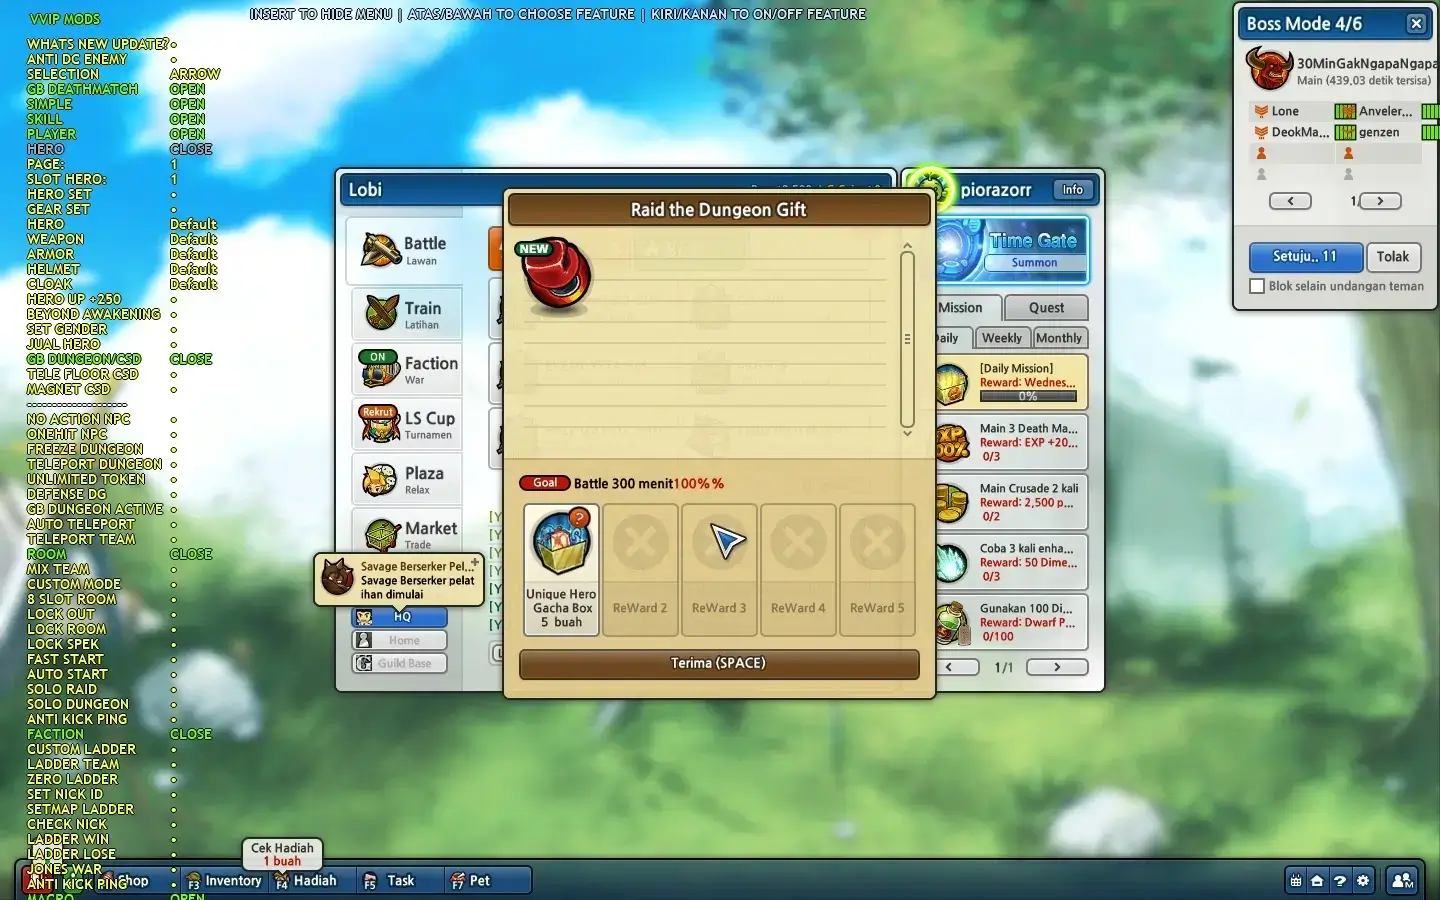 VVIP MODS
INSERT TO HIDE MENU | ATAS/BAWAH TO CHOOSE FEATURE | KIRI/KANAN TO ON/OFF FEATURE
WHATS NEW UPDATE?
ANTI DC ENEMY
SELECTION ARROW
GB DEATHMATCH OPEN
SIMPLE OPEN
SKILL OPEN
PLAYER OPEN
HERO CLOSE
PAGE: 1
SLOT HERO: 1
HERO SET
GEAR SET
HERO Default
WEAPON Default
ARMOR Default
HELMET Default
CLOAK Default
HERO UP +250
BEYOND AWAKENING
SET GENDER
JUAL HERO
GB DUNGEON/CSD CLOSE
TELE FLOOR CSD
MAGNET CSD
--------------------
NO ACTION NPC
ONEHIT NPC
FREEZE DUNGEON
TELEPORT DUNGEON
UNLIMITED TOKEN
DEFENSE DG
GB DUNGEON ACTIVE
AUTO TELEPORT
TELEPORT TEAM
ROOM CLOSE
MIX TEAM
CUSTOM MODE
8 SLOT ROOM
LOCK OUT
LOCK ROOM
LOCK SPEK
FAST START
AUTO START
SOLO RAID
SOLO DUNGEON
ANTI KICK PING
FACTION CLOSE
CUSTOM LADDER
LADDER TEAM
ZERO LADDER
SET NICK ID
SETMAP LADDER
CHECK NICK
LADDER WIN
LADDER LOSE
JONES WAR
ANTI KICK PING
MACRO OPEN
Lobi
Battle
Lawan
Train
Latihan
ON
Faction
War
Rekrut
LS Cup
Turnamen
Plaza
Relax
Market
Trade
Savage Berserker Pel...
Savage Berserker pelat
ihan dimulai
HQ
Home
Guild Base
Raid the Dungeon Gift
NEW
Goal Battle 300 menit100%%
Unique Hero
Gacha Box
5 buah
ReWard 2
ReWard 3
ReWard 4
ReWard 5
Terima (SPACE)
piorazorr
Info
Time Gate
Summon
Mission
Quest
Weekly
Monthly
[Daily Mission]
Reward: Wednes...
0%
Main 3 Death Ma...
Reward: EXP +20...
0/3
Main Crusade 2 kali
Reward: 2,500 p...
0/2
Coba 3 kali enha...
Reward: 50 Dime...
0/3
Gunakan 100 Di...
Reward: Dwarf P...
0/100
< 1/1 >
Boss Mode 4/6
30MinGakNgapaNgapa
Main (439.03 detik tersisa)
Lone
Anveler...
DeokMa...
genzen
< 1/ >
Setuju.. 11
Tolak
Blok selain undangan teman
Cek Hadiah
1 buah
Shop
F3 Inventory
F4 Hadiah
F5 Task
F7 Pet